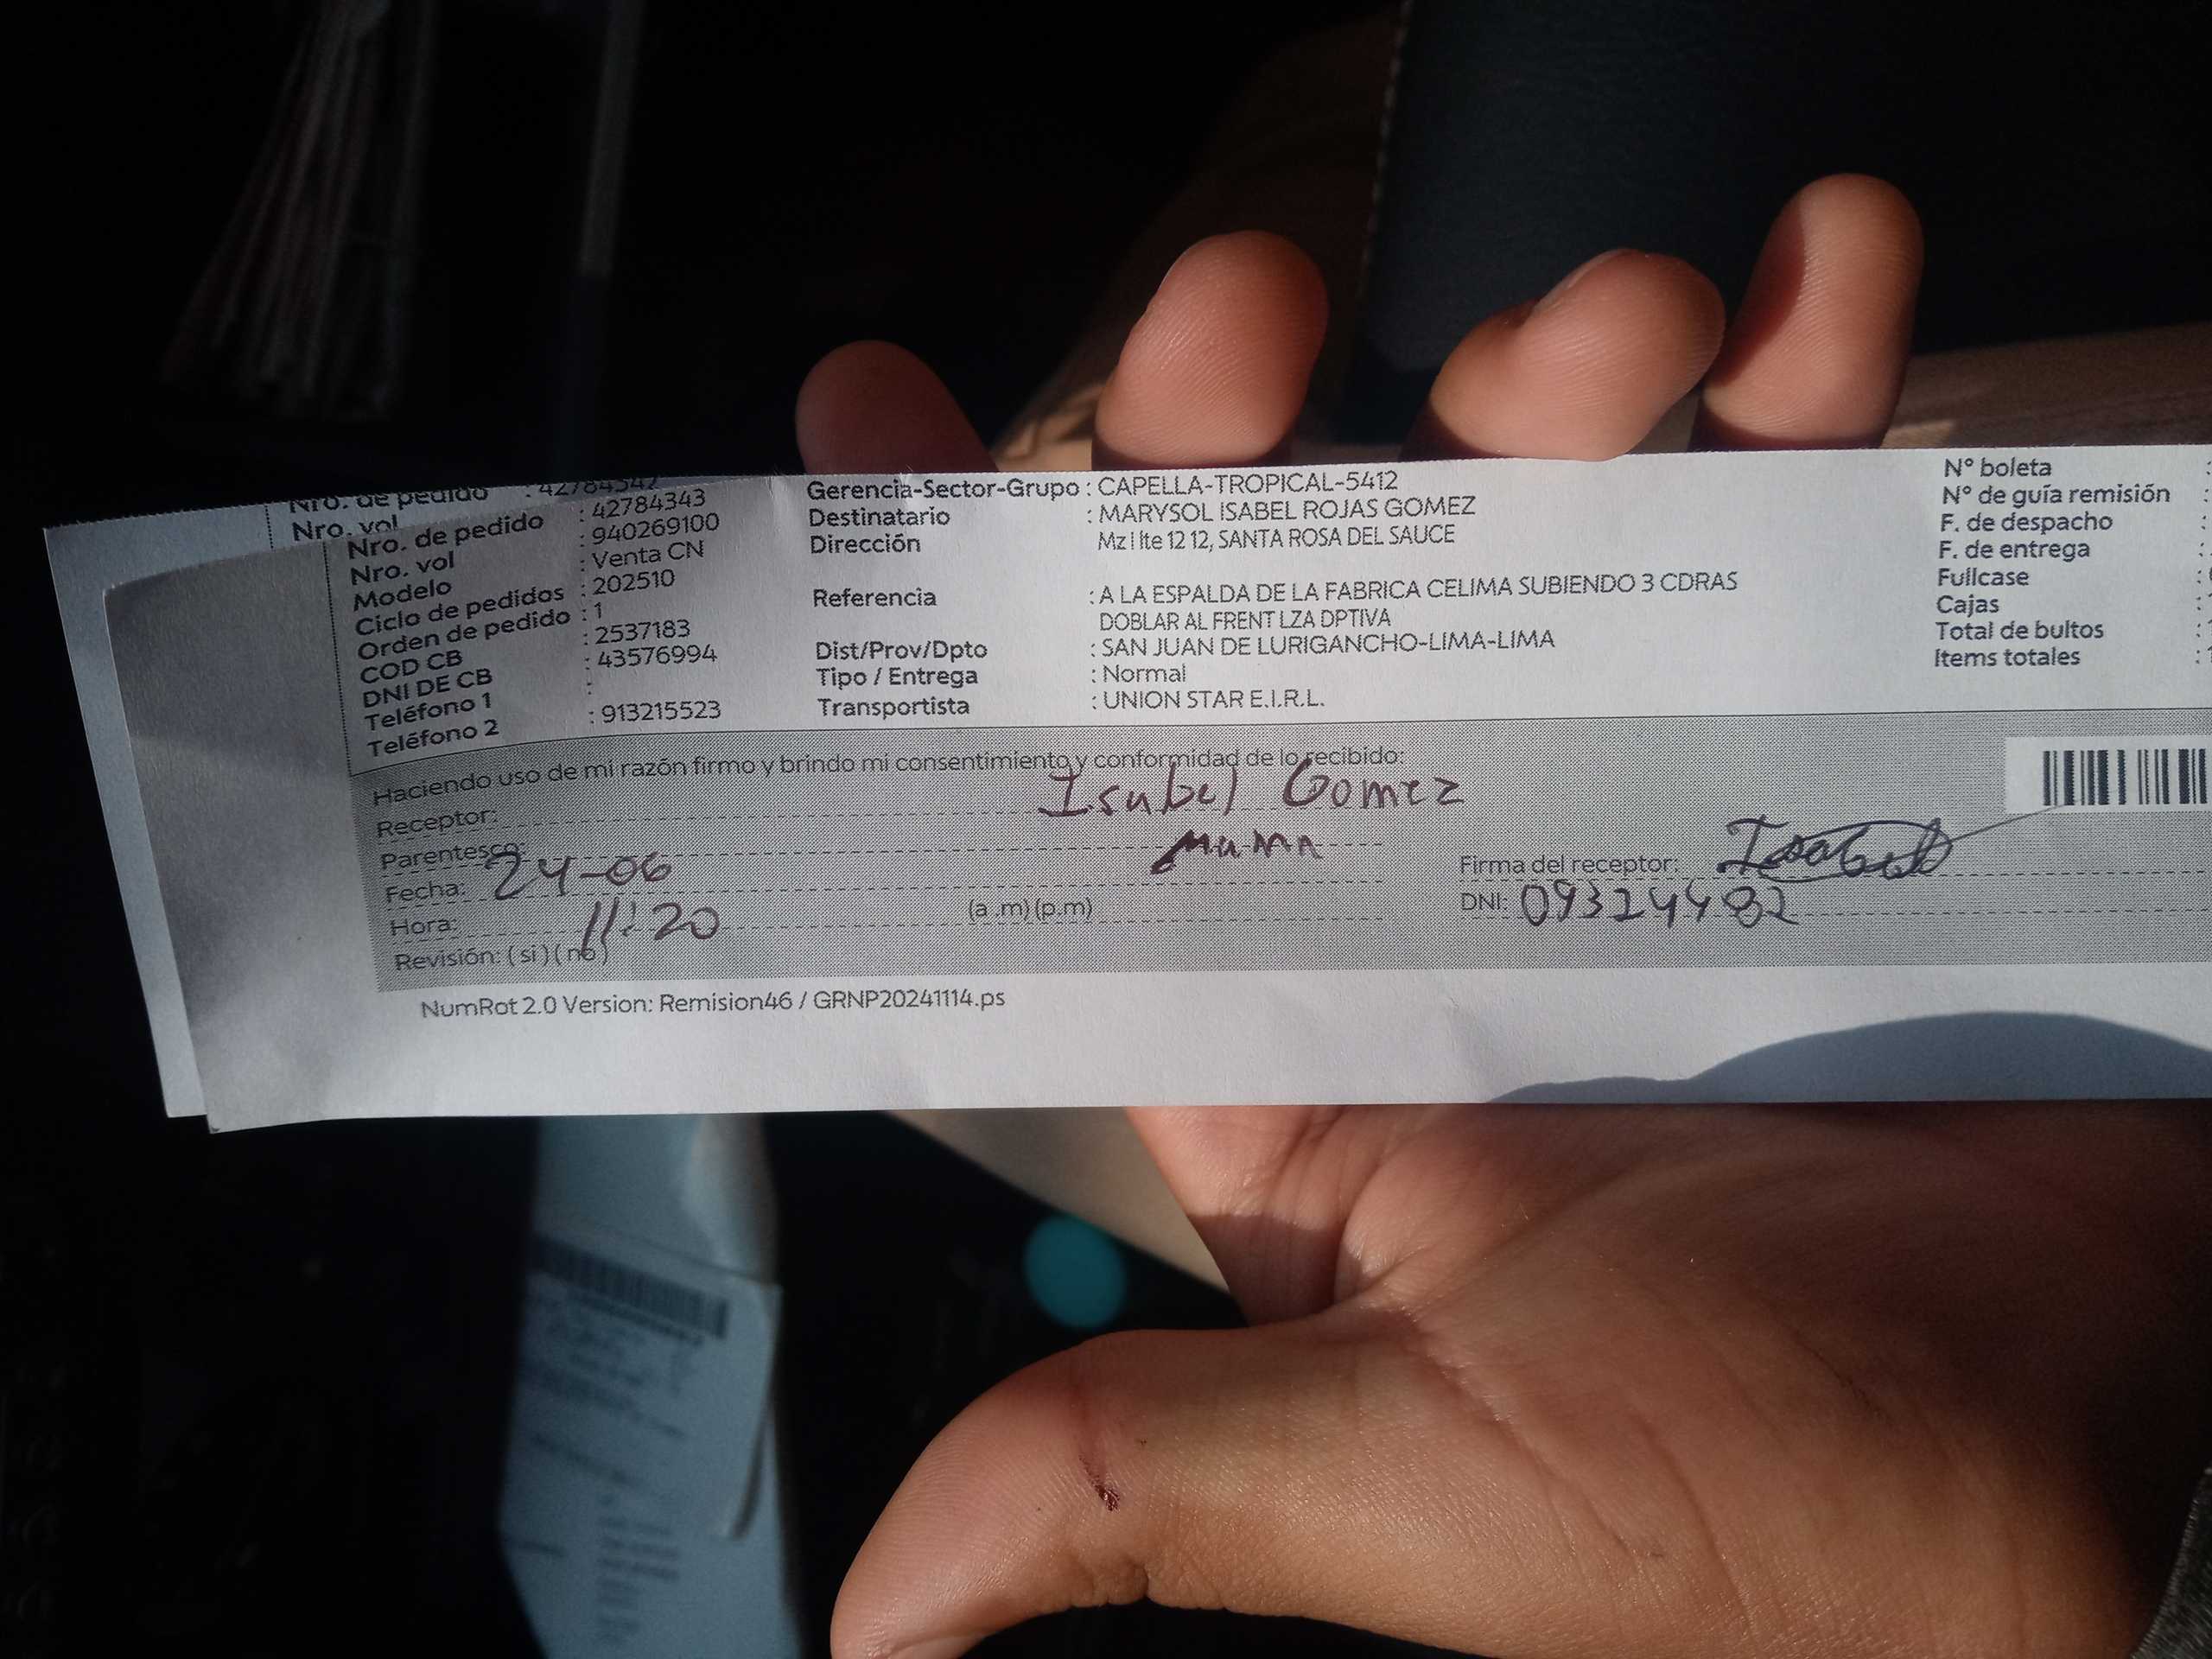 Nro. de pedido : 42784342
Nro. vol
Nro. de pedido : 42784343
Nro. vol : 940269100
Modelo : Venta CN
Ciclo de pedidos : 202510
Orden de pedido : 1
COD CB : 2537183
DNI DE CB : 43576994
Teléfono 1 :
Teléfono 2 : 913215523
Gerencia-Sector-Grupo : CAPELLA-TROPICAL-5412
Destinatario : MARYSOL ISABEL ROJAS GOMEZ
Dirección Mz I lte 12 12, SANTA ROSA DEL SAUCE
Referencia : A LA ESPALDA DE LA FABRICA CELIMA SUBIENDO 3 CDRAS
DOBLAR AL FRENT LZA DPTIVA
Dist/Prov/Dpto : SAN JUAN DE LURIGANCHO-LIMA-LIMA
Tipo / Entrega : Normal
Transportista : UNION STAR E.I.R.L.
N° boleta :
N° de guía remisión :
F. de despacho :
F. de entrega :
Fullcase :
Cajas :
Total de bultos :
Items totales :
Haciendo uso de mi razón firmo y brindo mi consentimiento y conformidad de lo recibido:
Receptor: Isabel Gomez
Parentesco: mama
Fecha: 24-06
Hora: 11:20 (a .m) (p.m)
Revisión: ( si ) ( no )
Firma del receptor: Isabel
DNI: 09324482
NumRot 2.0 Version: Remision46 / GRNP20241114.ps